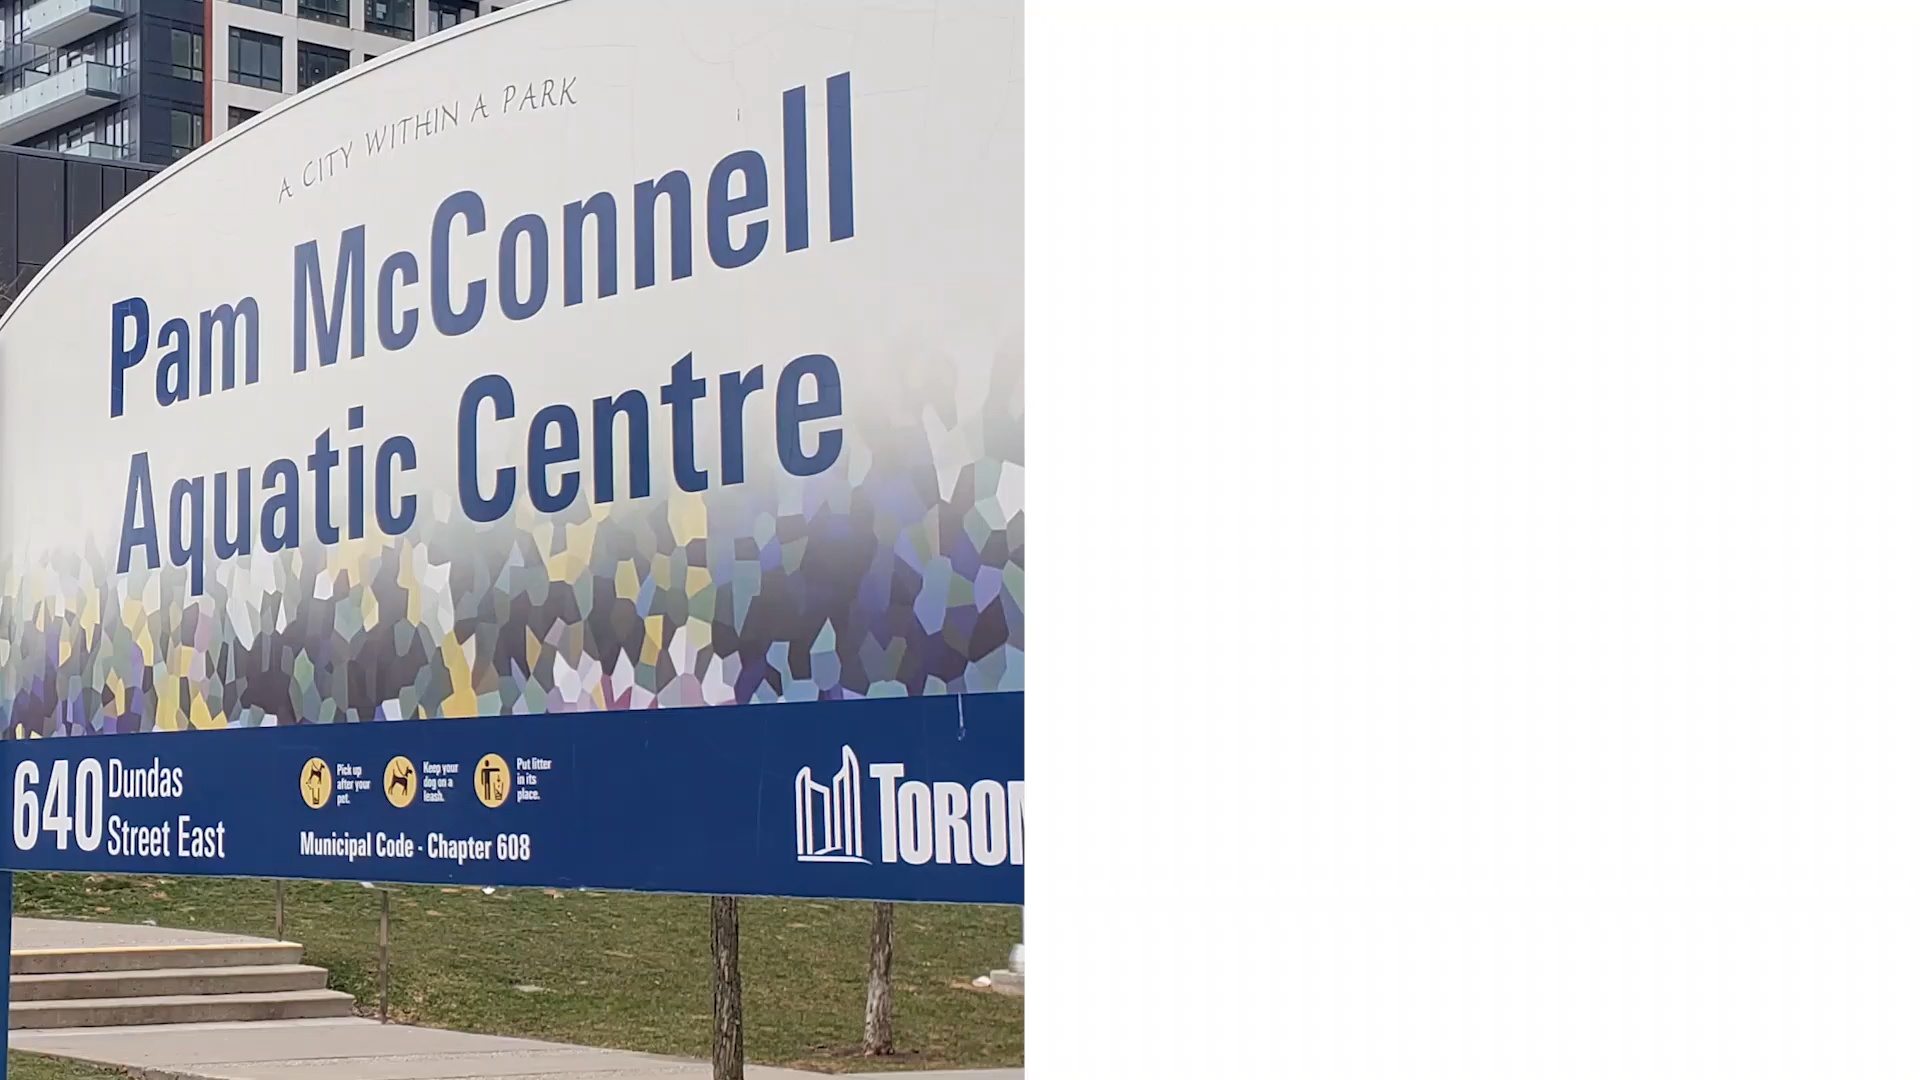 A CITY WITHIN A PARK
Pam McConnell
Aquatic Centre
640 Dundas
Street East
Pick up
after your
pet.
Keep your
dog on a
leash.
Put litter
in its
place.
Municipal Code - Chapter 608
TORON